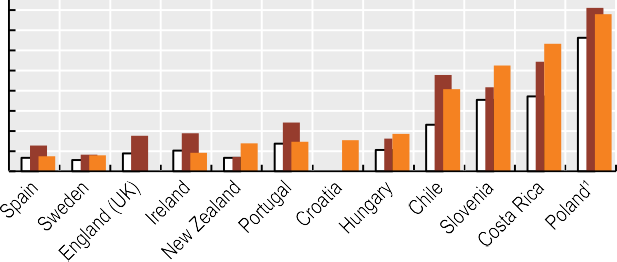 Spain
Sweden
England (UK)
Ireland
New Zealand
Portugal
Croatia
Hungary
Chile
Slovenia
Costa Rica
Poland¹